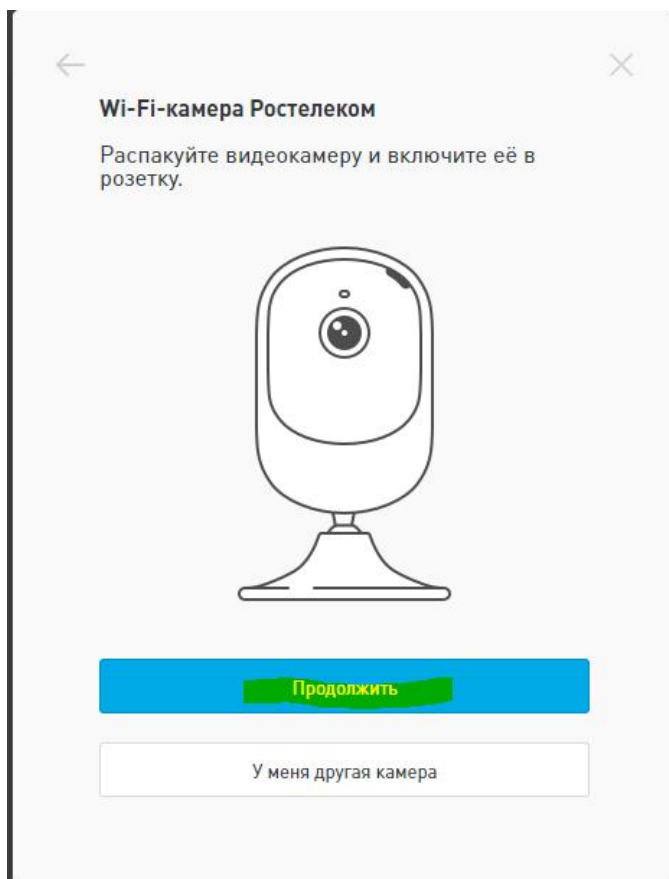 Wi-Fi-камера Ростелеком
Распакуйте видеокамеру и включите её в
розетку.
Продолжить
У меня другая камера